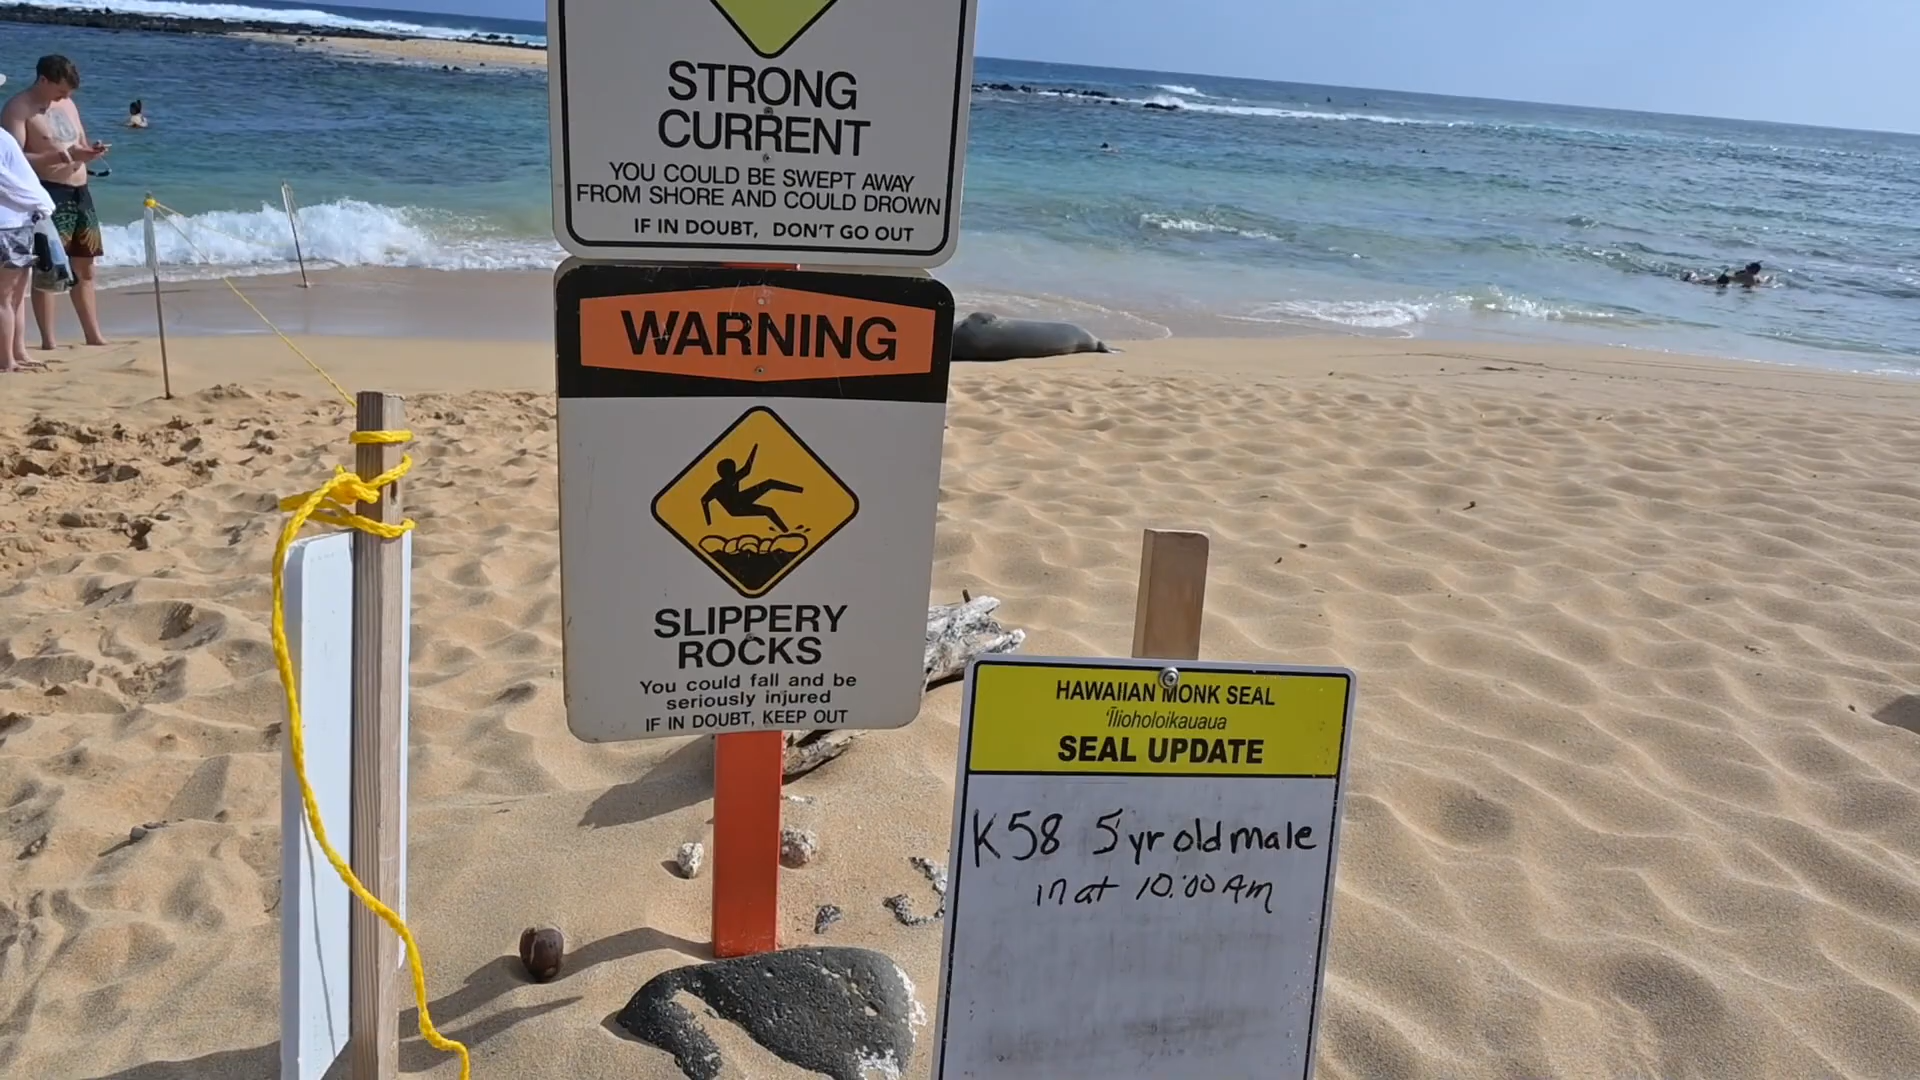 STRONG
CURRENT
YOU COULD BE SWEPT AWAY
FROM SHORE AND COULD DROWN
IF IN DOUBT, DON'T GO OUT
WARNING
SLIPPERY
ROCKS
You could fall and be
seriously injured
IF IN DOUBT, KEEP OUT
HAWAIIAN MONK SEAL
ʻĪlioholoikauaua
SEAL UPDATE
K58 5 yr old male
in at 10:00 AM